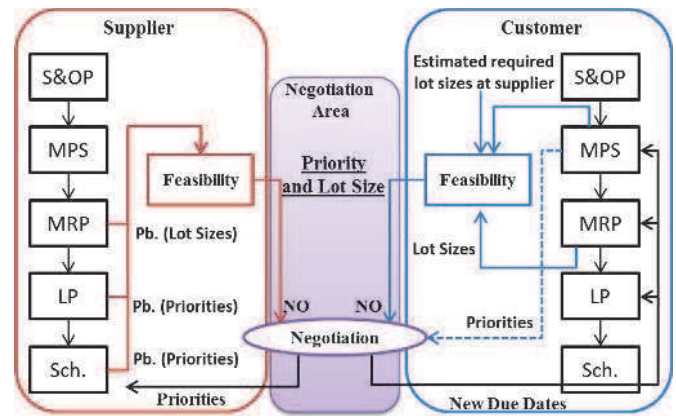 Supplier
S&OP
MPS
MRP
LP
Sch.
Feasibility
Pb. (Lot Sizes)
Pb. (Priorities)
Pb. (Priorities)
Priorities
Negotiation
Area
Priority
and Lot Size
NO
NO
Negotiation
Customer
Estimated required
lot sizes at supplier
Feasibility
Lot Sizes
Priorities
S&OP
MPS
MRP
LP
Sch.
New Due Dates